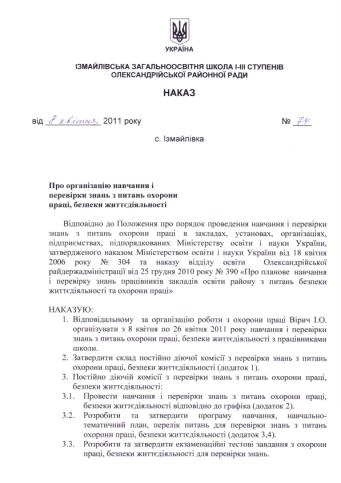 УКРАЇНА
ІЗМАЙЛІВСЬКА ЗАГАЛЬНООСВІТНЯ ШКОЛА І-ІІІ СТУПЕНІВ
ОЛЕКСАНДРІЙСЬКОЇ РАЙОННОЇ РАДИ
НАКАЗ
від 8 квітня 2011 року №
с. Ізмайлівка
Про організацію навчання і
перевірки знань з питань охорони
праці, безпеки життєдіяльності
Відповідно до Положення про порядок проведення навчання і перевірки
знань з питань охорони праці в закладах, установах, організаціях,
підприємствах, підпорядкованих Міністерству освіти і науки України,
затвердженого наказом Міністерством освіти і науки України від 18 квітня
2006 року № 304 та наказу відділу освіти Олександрійської
райдержадміністрації від 25 грудня 2010 року № 390 «Про планове навчання
і перевірку знань працівників закладів освіти району з питань безпеки
життєдіяльності та охорони праці»
НАКАЗУЮ:
1. Відповідальному за організацію роботи з охорони праці Вірич І.О.
організувати з 8 квітня по 26 квітня 2011 року навчання і перевірки
знань з питань охорони праці, безпеки життєдіяльності з працівниками
школи.
2. Затвердити склад постійно діючої комісії з перевірки знань з питань
охорони праці, безпеки життєдіяльності (додаток 1).
3. Постійно діючій комісії з перевірки знань з питань охорони праці,
безпеки життєдіяльності:
3.1. Провести навчання і перевірки знань з питань охорони праці,
безпеки життєдіяльності відповідно до графіка (додаток 2).
3.2. Розробити та затвердити програму навчання, навчально-
тематичний план, перелік питань для перевірки знань з питань
охорони праці, безпеки життєдіяльності (додаток 3,4).
3.3. Розробити та затвердити екзаменаційні тестові завдання з охорони
праці, безпеки життєдіяльності для перевірки знань.